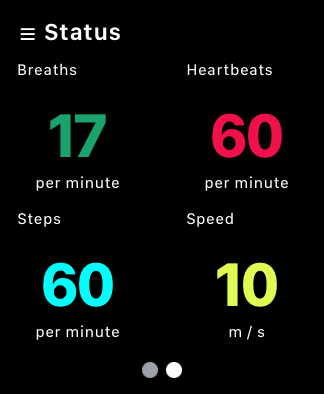 Status
Breaths Heartbeats
17 60
per minute per minute
Steps Speed
60 10
per minute m / s